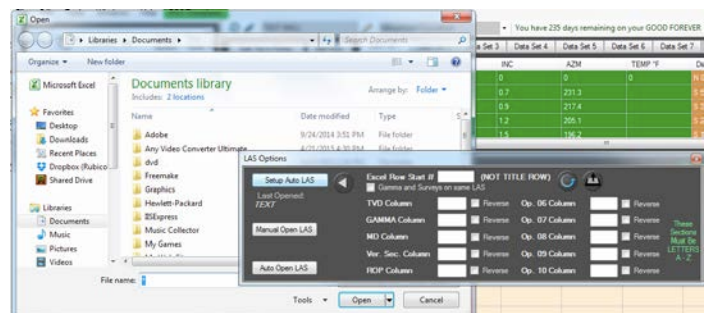 Open
Libraries ▸ Documents ▸
Search Documents
Organize ▾ New folder
Microsoft Excel
Favorites
Desktop
Downloads
Recent Places
Dropbox (Rubico
Shared Drive
Libraries
Documents
Music
Pictures
Videos
Documents library
Includes: 2 locations
Arrange by: Folder ▾
Name Date modified Type
Adobe 9/24/2014 3:51 PM File folder
Any Video Converter Ultimate 4/21/2015 4:30 PM File folder
dvd
Freemake
Graphics
Hewlett-Packard
IISExpress
Music Collector
My Games
File name:
Tools ▾ Open Cancel
You have 235 days remaining on your GOOD FOREVER
a Set 3 Data Set 4 Data Set 5 Data Set 6 Data Set 7
INC AZM TEMP °F
0 0 0
0.7 231.3
0.9 217.4
1.2 205.1
1.5 196.2
LAS Options
Setup Auto LAS
Last Opened:
TEXT
Manual Open LAS
Auto Open LAS
Excel Row Start # (NOT TITLE ROW)
Gamma and Surveys on same LAS
TVD Column Reverse Op. 06 Column Reverse
GAMMA Column Reverse Op. 07 Column Reverse
MD Column Reverse Op. 08 Column Reverse
Ver. Sec. Column Reverse Op. 09 Column Reverse
ROP Column Reverse Op. 10 Column Reverse
These
Sections
Must Be
LETTERS
A - Z